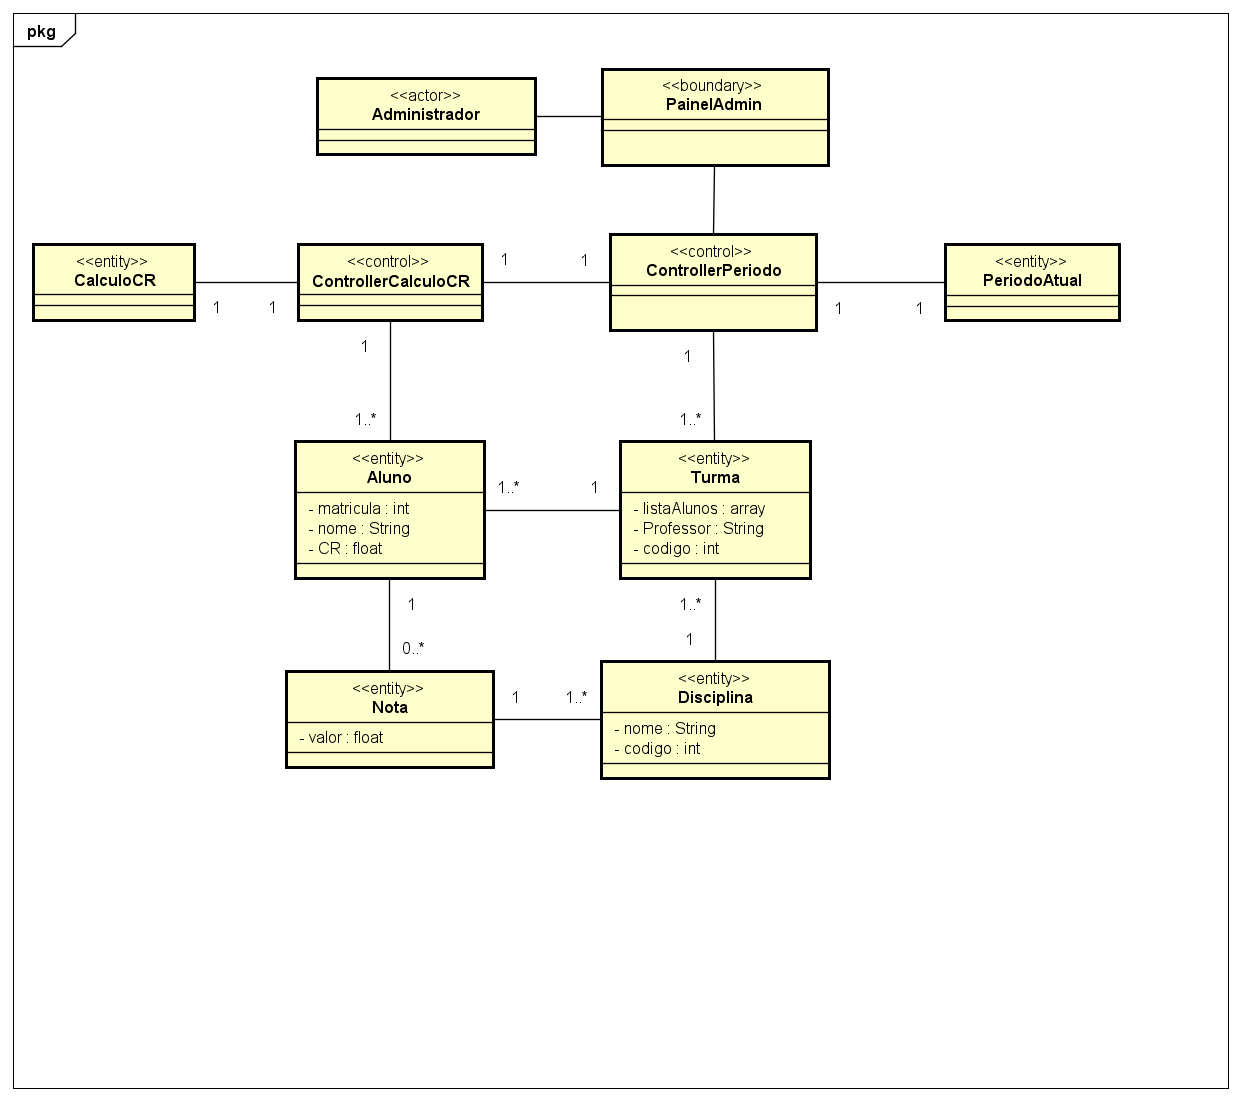 pkg
<<actor>>
Administrador
<<boundary>>
PainelAdmin
<<entity>>
CalculoCR
<<control>>
ControllerCalculoCR
<<control>>
ControllerPeriodo
<<entity>>
PeriodoAtual
1
1
1
1
1
1
1
1..*
1
1..*
<<entity>>
Aluno
- matricula : int
- nome : String
- CR : float
1..*
1
<<entity>>
Turma
- listaAlunos : array
- Professor : String
- codigo : int
1
0..*
1..*
1
<<entity>>
Nota
- valor : float
1
1..*
<<entity>>
Disciplina
- nome : String
- codigo : int